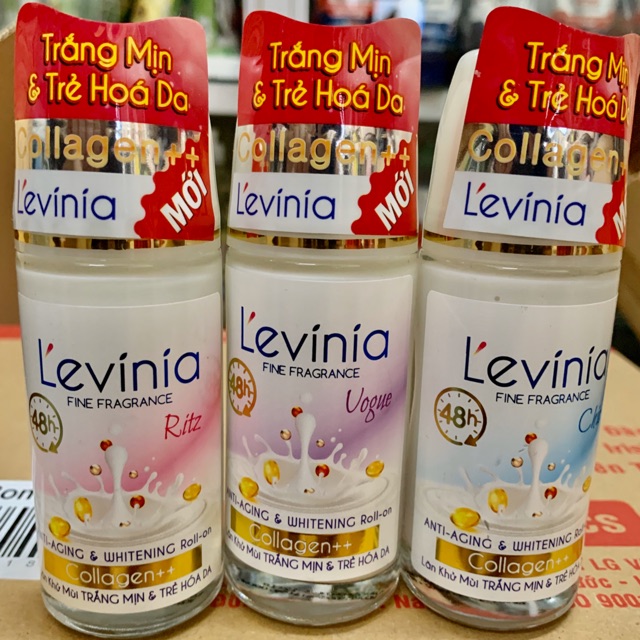 Trắng Mịn
& Trẻ Hoá Da
Collagen++
L'evinia
MỚI
L'evinia
FINE FRAGRANCE
48h
Ritz
ANTI-AGING & WHITENING Roll-on
Collagen++
Lăn Khử Mùi TRẮNG MỊN & TRẺ HÓA DA
Trắng Mịn
& Trẻ Hoá Da
Collagen++
L'evinia
MỚI
L'evinia
FINE FRAGRANCE
48h
Vogue
ANTI-AGING & WHITENING Roll-on
Collagen++
Lăn Khử Mùi TRẮNG MỊN & TRẺ HÓA DA
Trắng Mịn
& Trẻ Hoá Da
Collagen++
L'evinia
L'evinia
FINE FRAGRANCE
48h
ANTI-AGING & WHITENING
Collagen++
Lăn Khử Mùi TRẮNG MỊN & TRẺ HÓA
CS
LG